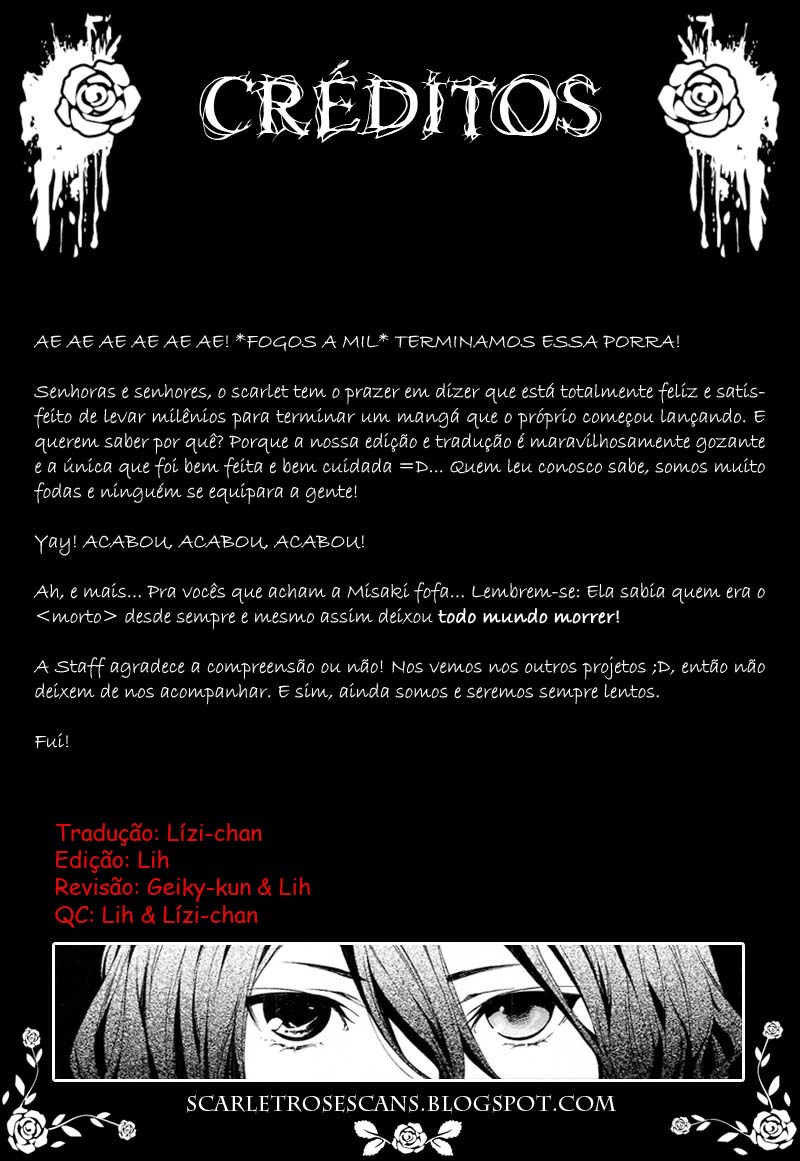 CRÉDITOS
AE AE AE AE AE AE! *FOGOS A MIL* TERMINAMOS ESSA PORRA!
Senhoras e senhores, o scarlet tem o prazer em dizer que está totalmente feliz e satis-
feito de levar milênios para terminar um mangá que o próprio começou lançando. E
querem saber por quê? Porque a nossa edição e tradução é maravilhosamente gozante
e a única que foi bem feita e bem cuidada =D... Quem leu conosco sabe, somos muito
fodas e ninguém se equipara a gente!
Yay! ACABOU, ACABOU, ACABOU!
Ah, e mais... Pra vocês que acham a Misaki fofa... Lembrem-se: Ela sabia quem era o
<morto> desde sempre e mesmo assim deixou todo mundo morrer!
A Staff agradece a compreensão ou não! Nos vemos nos outros projetos ;D, então não
deixem de nos acompanhar. E sim, ainda somos e seremos sempre lentos.
Fui!
Tradução: Lízi-chan
Edição: Lih
Revisão: Geiky-kun & Lih
QC: Lih & Lízi-chan
SCARLETROSESCANS.BLOGSPOT.COM